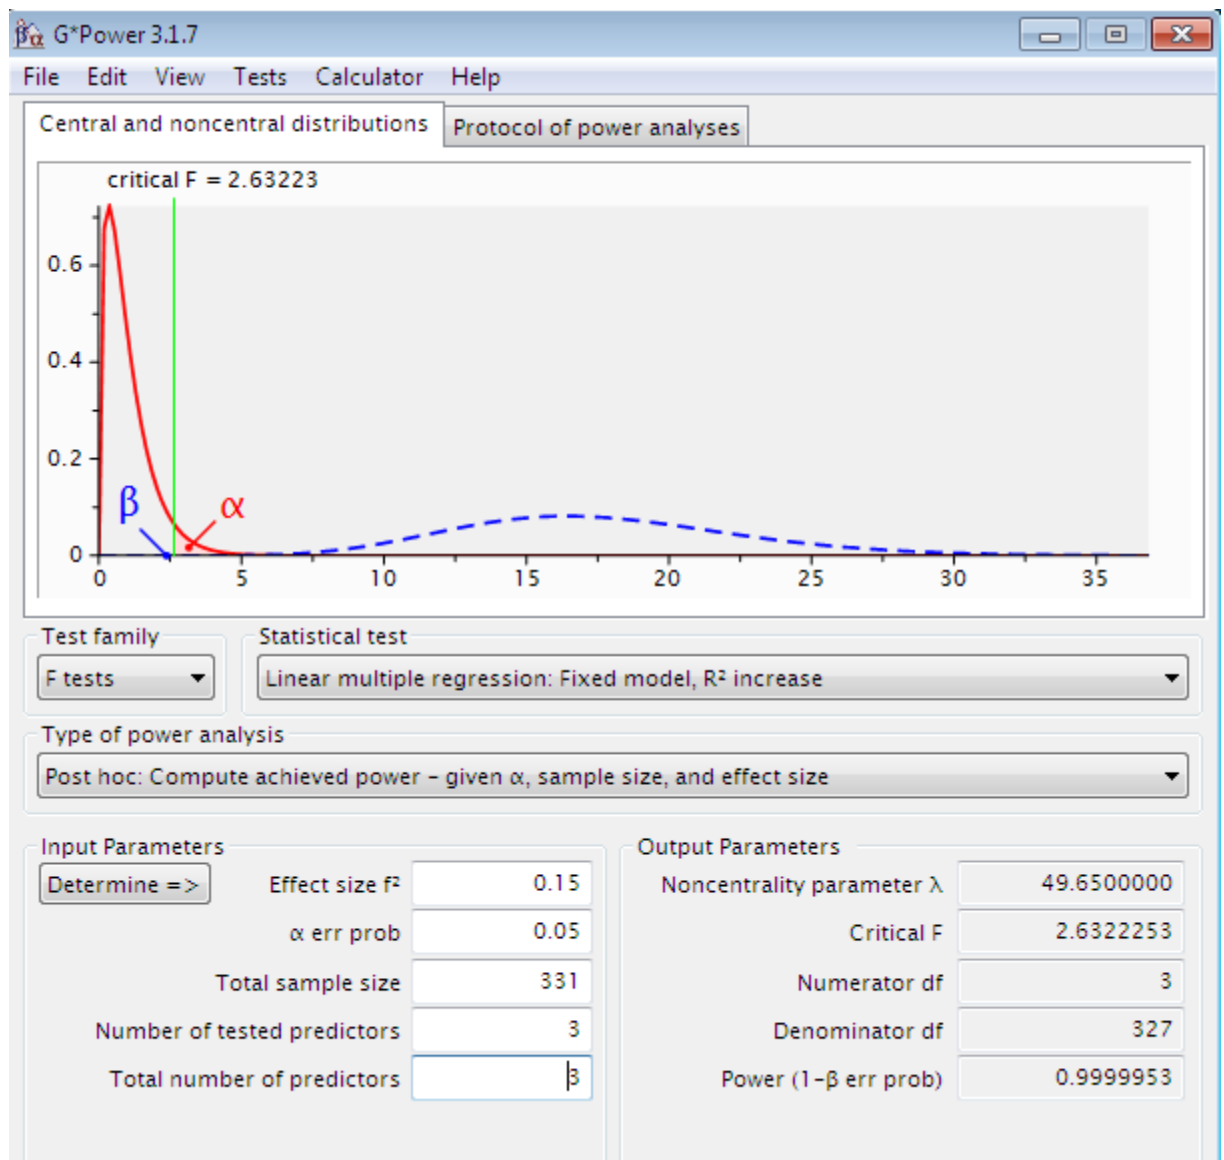 G*Power 3.1.7
File Edit View Tests Calculator Help
Central and noncentral distributions Protocol of power analyses
critical F = 2.63223
0.6
0.4
0.2
β α
0
0 5 10 15 20 25 30 35
Test family Statistical test
F tests Linear multiple regression: Fixed model, R² increase
Type of power analysis
Post hoc: Compute achieved power – given α, sample size, and effect size
Input Parameters Output Parameters
Determine => Effect size f² 0.15 Noncentrality parameter λ 49.6500000
α err prob 0.05 Critical F 2.6322253
Total sample size 331 Numerator df 3
Number of tested predictors 3 Denominator df 327
Total number of predictors 3 Power (1-β err prob) 0.9999953